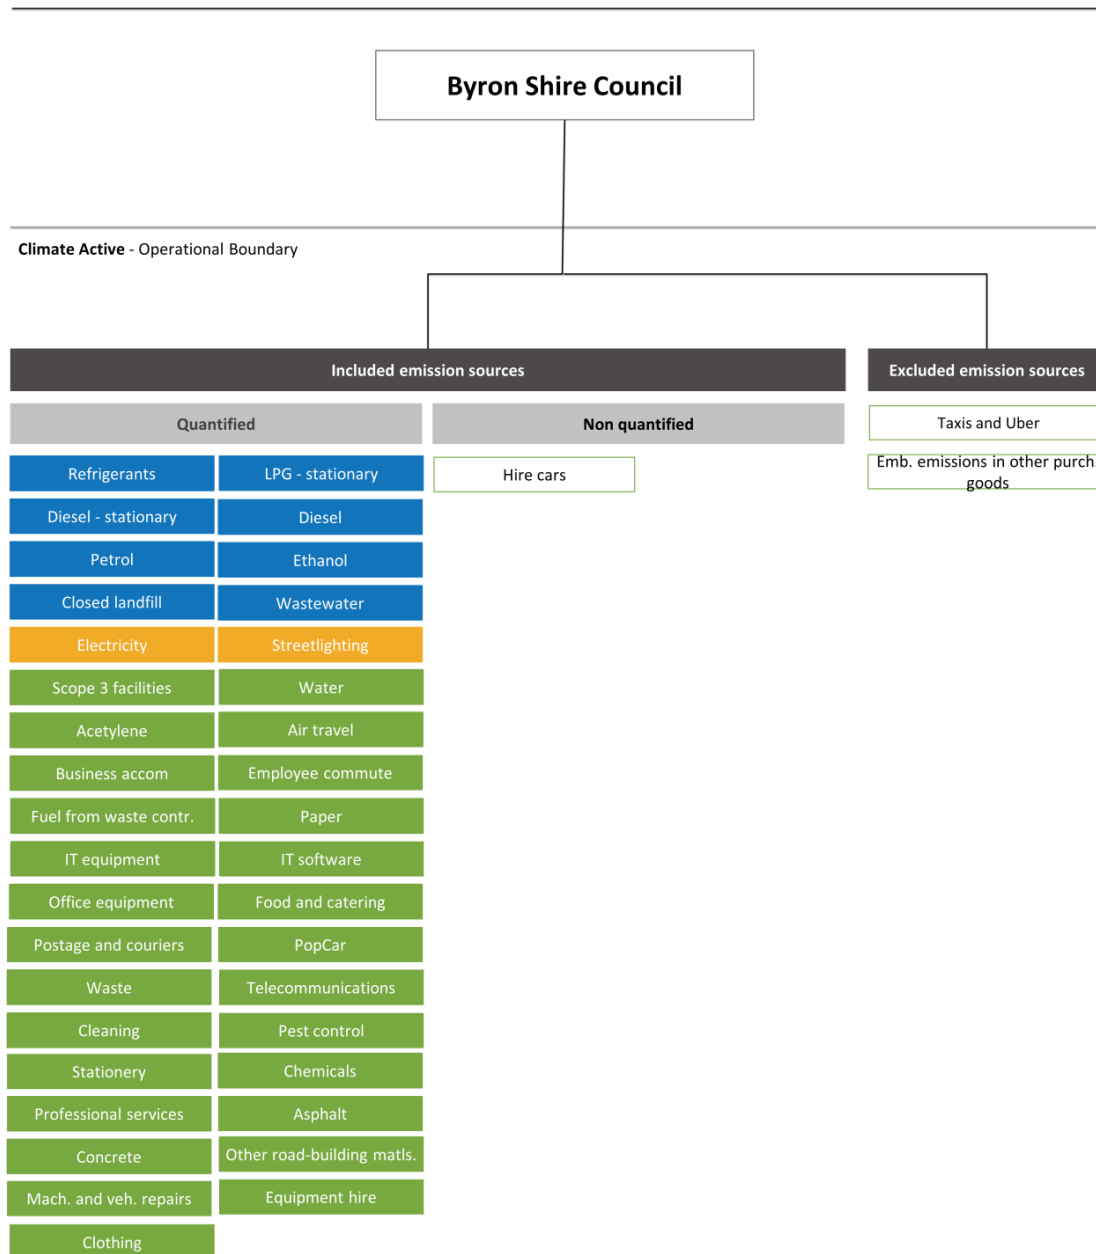 Byron Shire Council
Climate Active - Operational Boundary
Included emission sources
Excluded emission sources
Quantified
Non quantified
Taxis and Uber
Refrigerants
LPG - stationary
Hire cars
Emb. emissions in other purch.
goods
Diesel - stationary
Diesel
Petrol
Ethanol
Closed landfill
Wastewater
Electricity
Streetlighting
Scope 3 facilities
Water
Acetylene
Air travel
Business accom
Employee commute
Fuel from waste contr.
Paper
IT equipment
IT software
Office equipment
Food and catering
Postage and couriers
PopCar
Waste
Telecommunications
Cleaning
Pest control
Stationery
Chemicals
Professional services
Asphalt
Concrete
Other road-building matls.
Mach. and veh. repairs
Equipment hire
Clothing